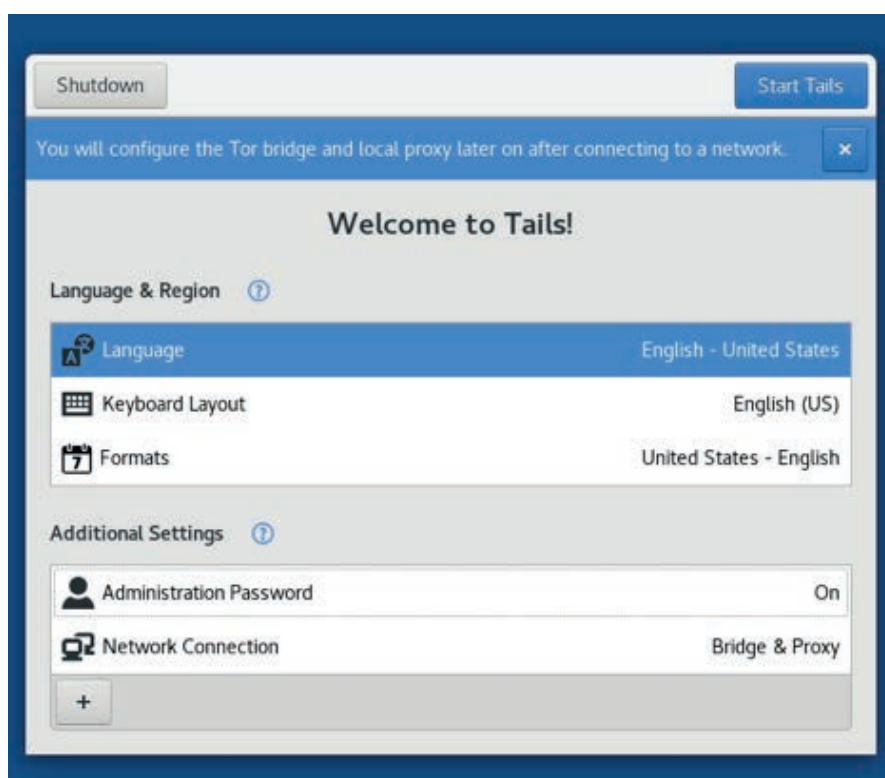 Shutdown
Start Tails
You will configure the Tor bridge and local proxy later on after connecting to a network.
Welcome to Tails!
Language & Region
Language English - United States
Keyboard Layout English (US)
Formats United States - English
Additional Settings
Administration Password On
Network Connection Bridge & Proxy
+